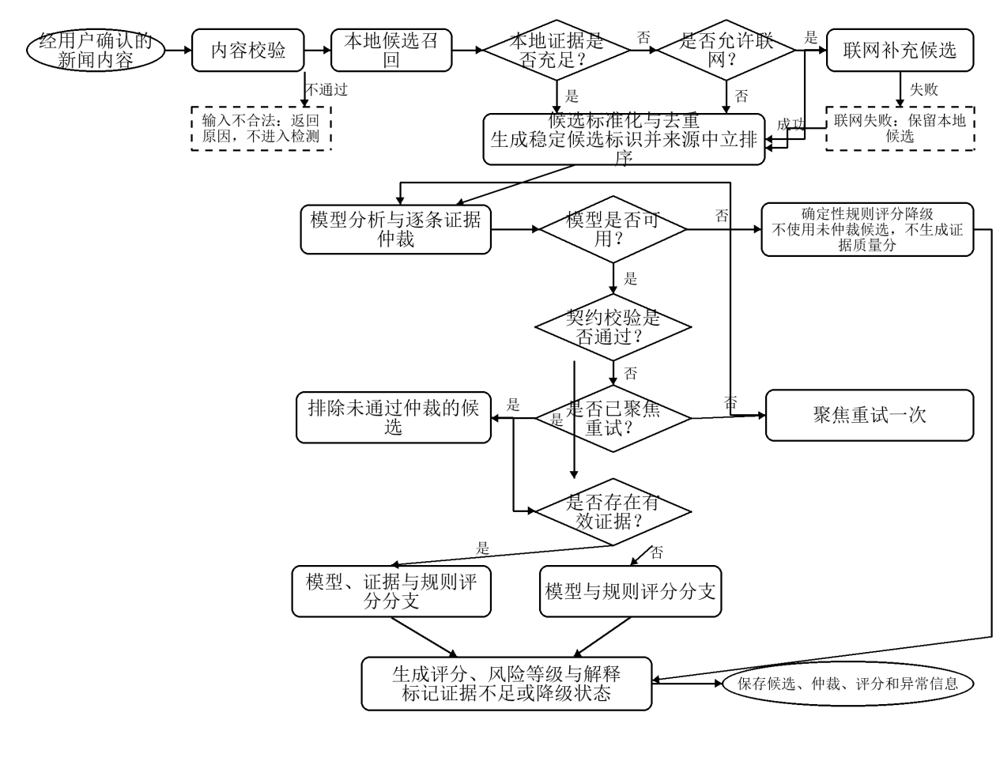 经用户确认的
新闻内容
内容校验
本地候选召
回
本地证据是
否充足？
否
是否允许联
网？
是
联网补充候选
不通过
是
否
失败
输入不合法：返回
原因，不进入检测
候选标准化与去重
生成稳定候选标识并来源中立排
序
成功
联网失败：保留本地
候选
模型分析与逐条证据
仲裁
模型是否可
用？
否
确定性规则评分降级
不使用未仲裁候选，不生成证
据质量分
是
契约校验是
否通过？
否
排除未通过仲裁的候
选
是
是
是否已聚焦
重试？
否
聚焦重试一次
是否存在有
效证据？
是
否
模型、证据与规则评
分分支
模型与规则评分分支
生成评分、风险等级与解释
标记证据不足或降级状态
保存候选、仲裁、评分和异常信息